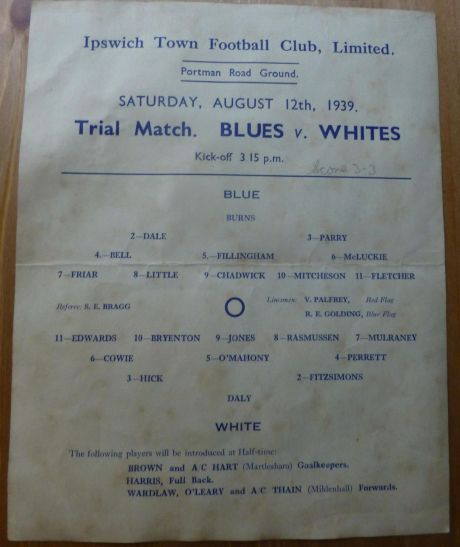 Ipswich Town Football Club, Limited.
Portman Road Ground.
SATURDAY, AUGUST 12th, 1939.
Trial Match. BLUES v. WHITES
Kick-off 3 15 p.m.
Score 3-3
BLUE
BURNS
2—DALE 3—PARRY
4.—BELL 5.—FILLINGHAM 6—McLUCKIE
7—FRIAR 8—LITTLE 9—CHADWICK 10—MITCHESON 11—FLETCHER
Referee: S. E. BRAGG Linesmen: V. PALFREY, Red Flag
R. E. GOLDING, Blue Flag
11—EDWARDS 10—BRYENTON 9—JONES 8—RASMUSSEN 7—MULRANEY
6—COWIE 5—O'MAHONY 4—PERRETT
3—HICK 2—FITZSIMONS
DALY
WHITE
The following players will be introduced at Half-time:
BROWN and A/C HART (Martlesham) Goalkeepers.
HARRIS, Full Back.
WARDLAW, O'LEARY and A/C THAIN (Mildenhall) Forwards.